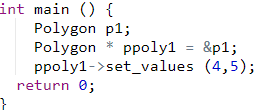 int main () {
Polygon p1;
Polygon * ppoly1 = &p1;
ppoly1->set_values (4,5);
return 0;
}